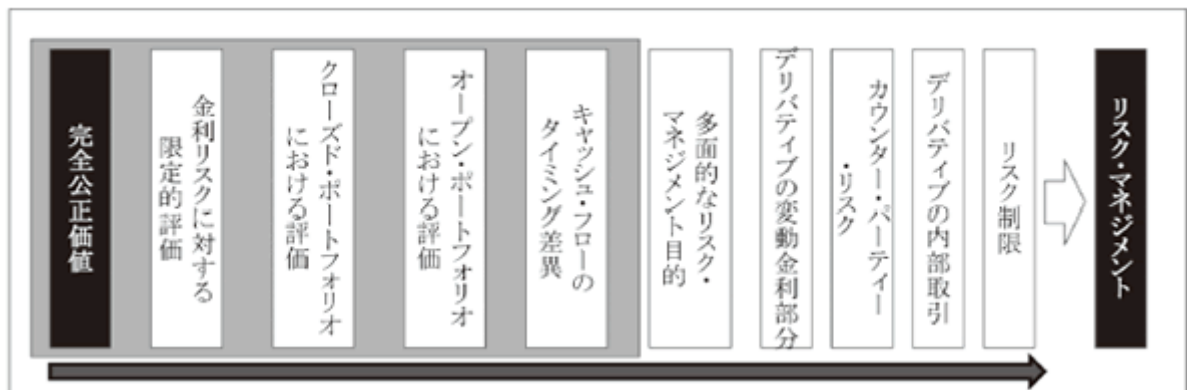 完全公正価値
金利リスクに対する
限定的評価
クローズド・ポートフォリオ
における評価
オープン・ポートフォリオ
における評価
キャッシュ・フローの
タイミング差異
多面的なリスク・
マネジメント目的
デリバティブの変動金利部分
カウンター・パーティー
・リスク
デリバティブの内部取引
リスク制限
リスク・マネジメント